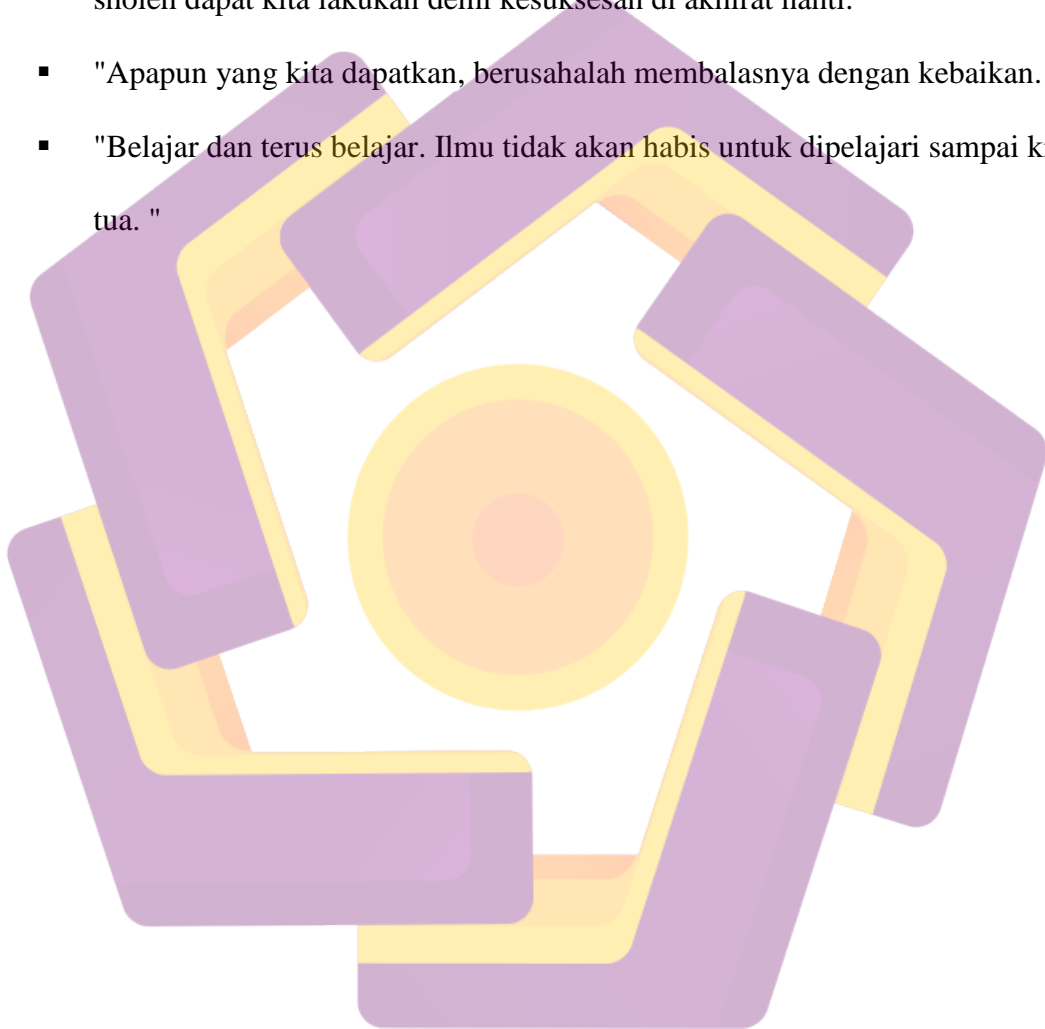 sholeh dapat kita lakukan demi kesuksesan di akhirat nanti.
▪ "Apapun yang kita dapatkan, berusahalah membalasnya dengan kebaikan.
▪ "Belajar dan terus belajar. Ilmu tidak akan habis untuk dipelajari sampai
tua. "